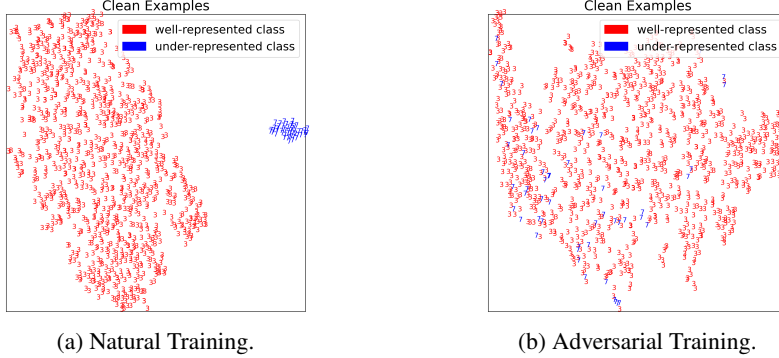 Clean Examples
well-represented class
under-represented class
(a) Natural Training.
Clean Examples
well-represented class
under-represented class
(b) Adversarial Training.